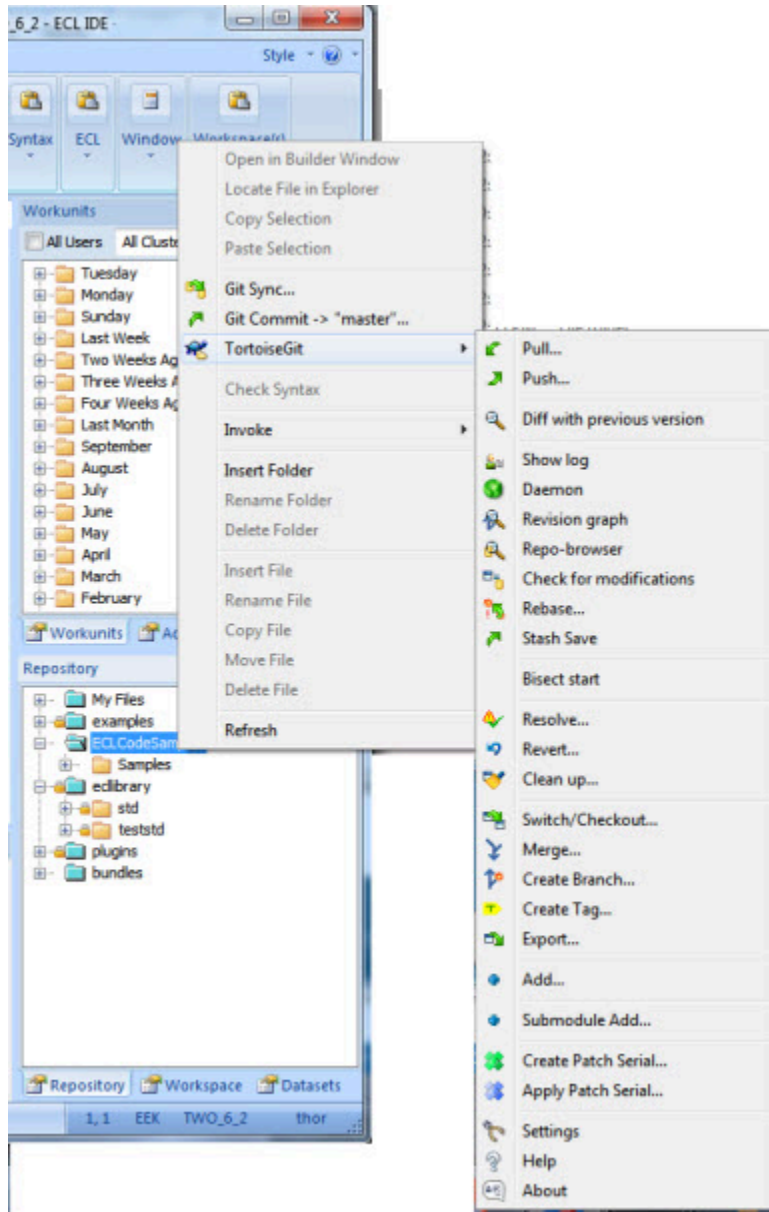 _6_2 - ECL IDE -
Style
Syntax ECL Window Workspace(s)
Workunits
All Users All Cluste
Tuesday
Monday
Sunday
Last Week
Two Weeks Ag
Three Weeks A
Four Weeks Ag
Last Month
September
August
July
June
May
April
March
February
Workunits Ac
Repository
My Files
examples
ECLCodeSam
Samples
eclibrary
std
teststd
plugins
bundles
Repository Workspace Datasets
1, 1 EEK TWO_6_2 thor
Open in Builder Window
Locate File in Explorer
Copy Selection
Paste Selection
Git Sync...
Git Commit -> "master"...
TortoiseGit
Check Syntax
Invoke
Insert Folder
Rename Folder
Delete Folder
Insert File
Rename File
Copy File
Move File
Delete File
Refresh
Pull...
Push...
Diff with previous version
Show log
Daemon
Revision graph
Repo-browser
Check for modifications
Rebase...
Stash Save
Bisect start
Resolve...
Revert...
Clean up...
Switch/Checkout...
Merge...
Create Branch...
Create Tag...
Export...
Add...
Submodule Add...
Create Patch Serial...
Apply Patch Serial...
Settings
Help
About